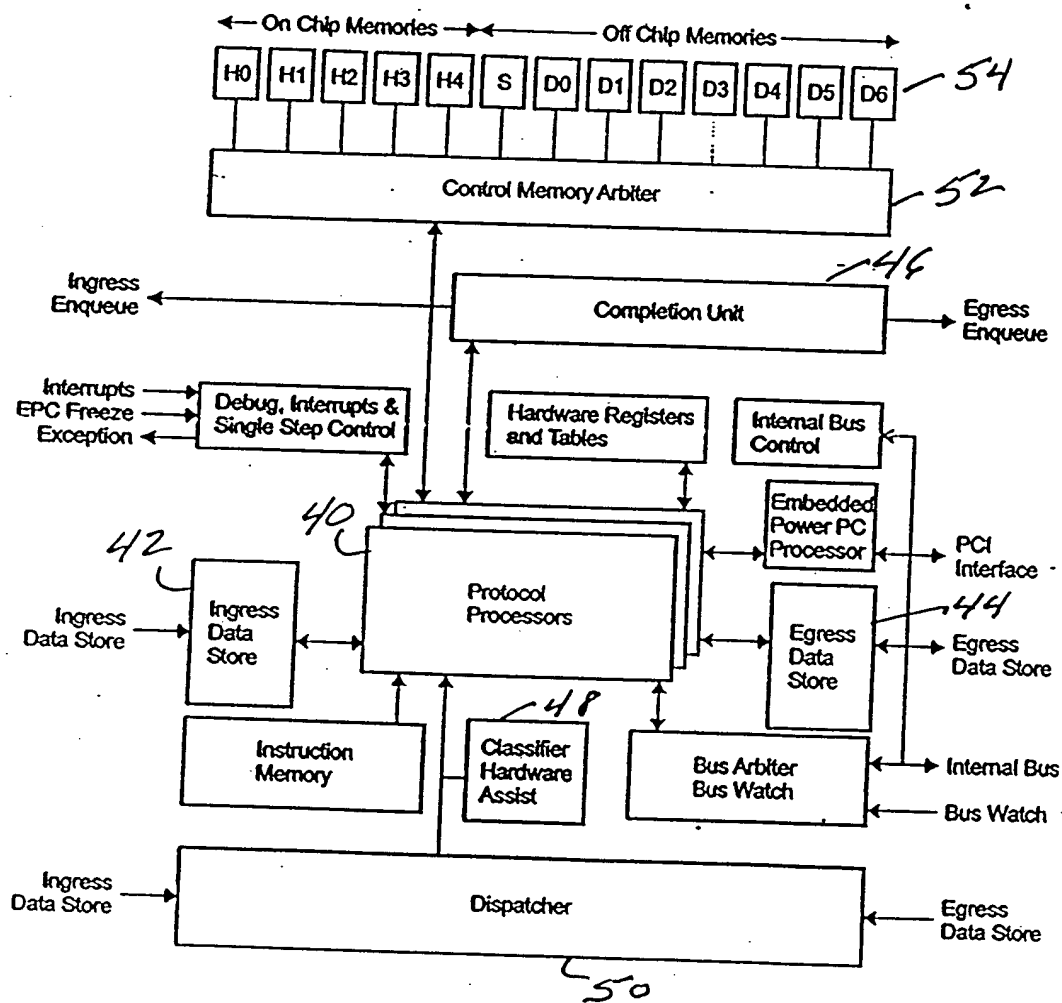 On Chip Memories Off Chip Memories
H0 H1 H2 H3 H4 S D0 D1 D2 D3 D4 D5 D6
54
Control Memory Arbiter
52
46
Ingress
Enqueue
Completion Unit
Egress
Enqueue
Interrupts
EPC Freeze
Exception
Debug, Interrupts &
Single Step Control
Hardware Registers
and Tables
Internal Bus
Control
40
Embedded
Power PC
Processor
PCI
Interface
42
Protocol
Processors
44
Ingress
Data Store
Ingress
Data
Store
Egress
Data
Store
Egress
Data Store
48
Instruction
Memory
Classifier
Hardware
Assist
Bus Arbiter
Bus Watch
Internal Bus
Bus Watch
Ingress
Data Store
Dispatcher
Egress
Data Store
50